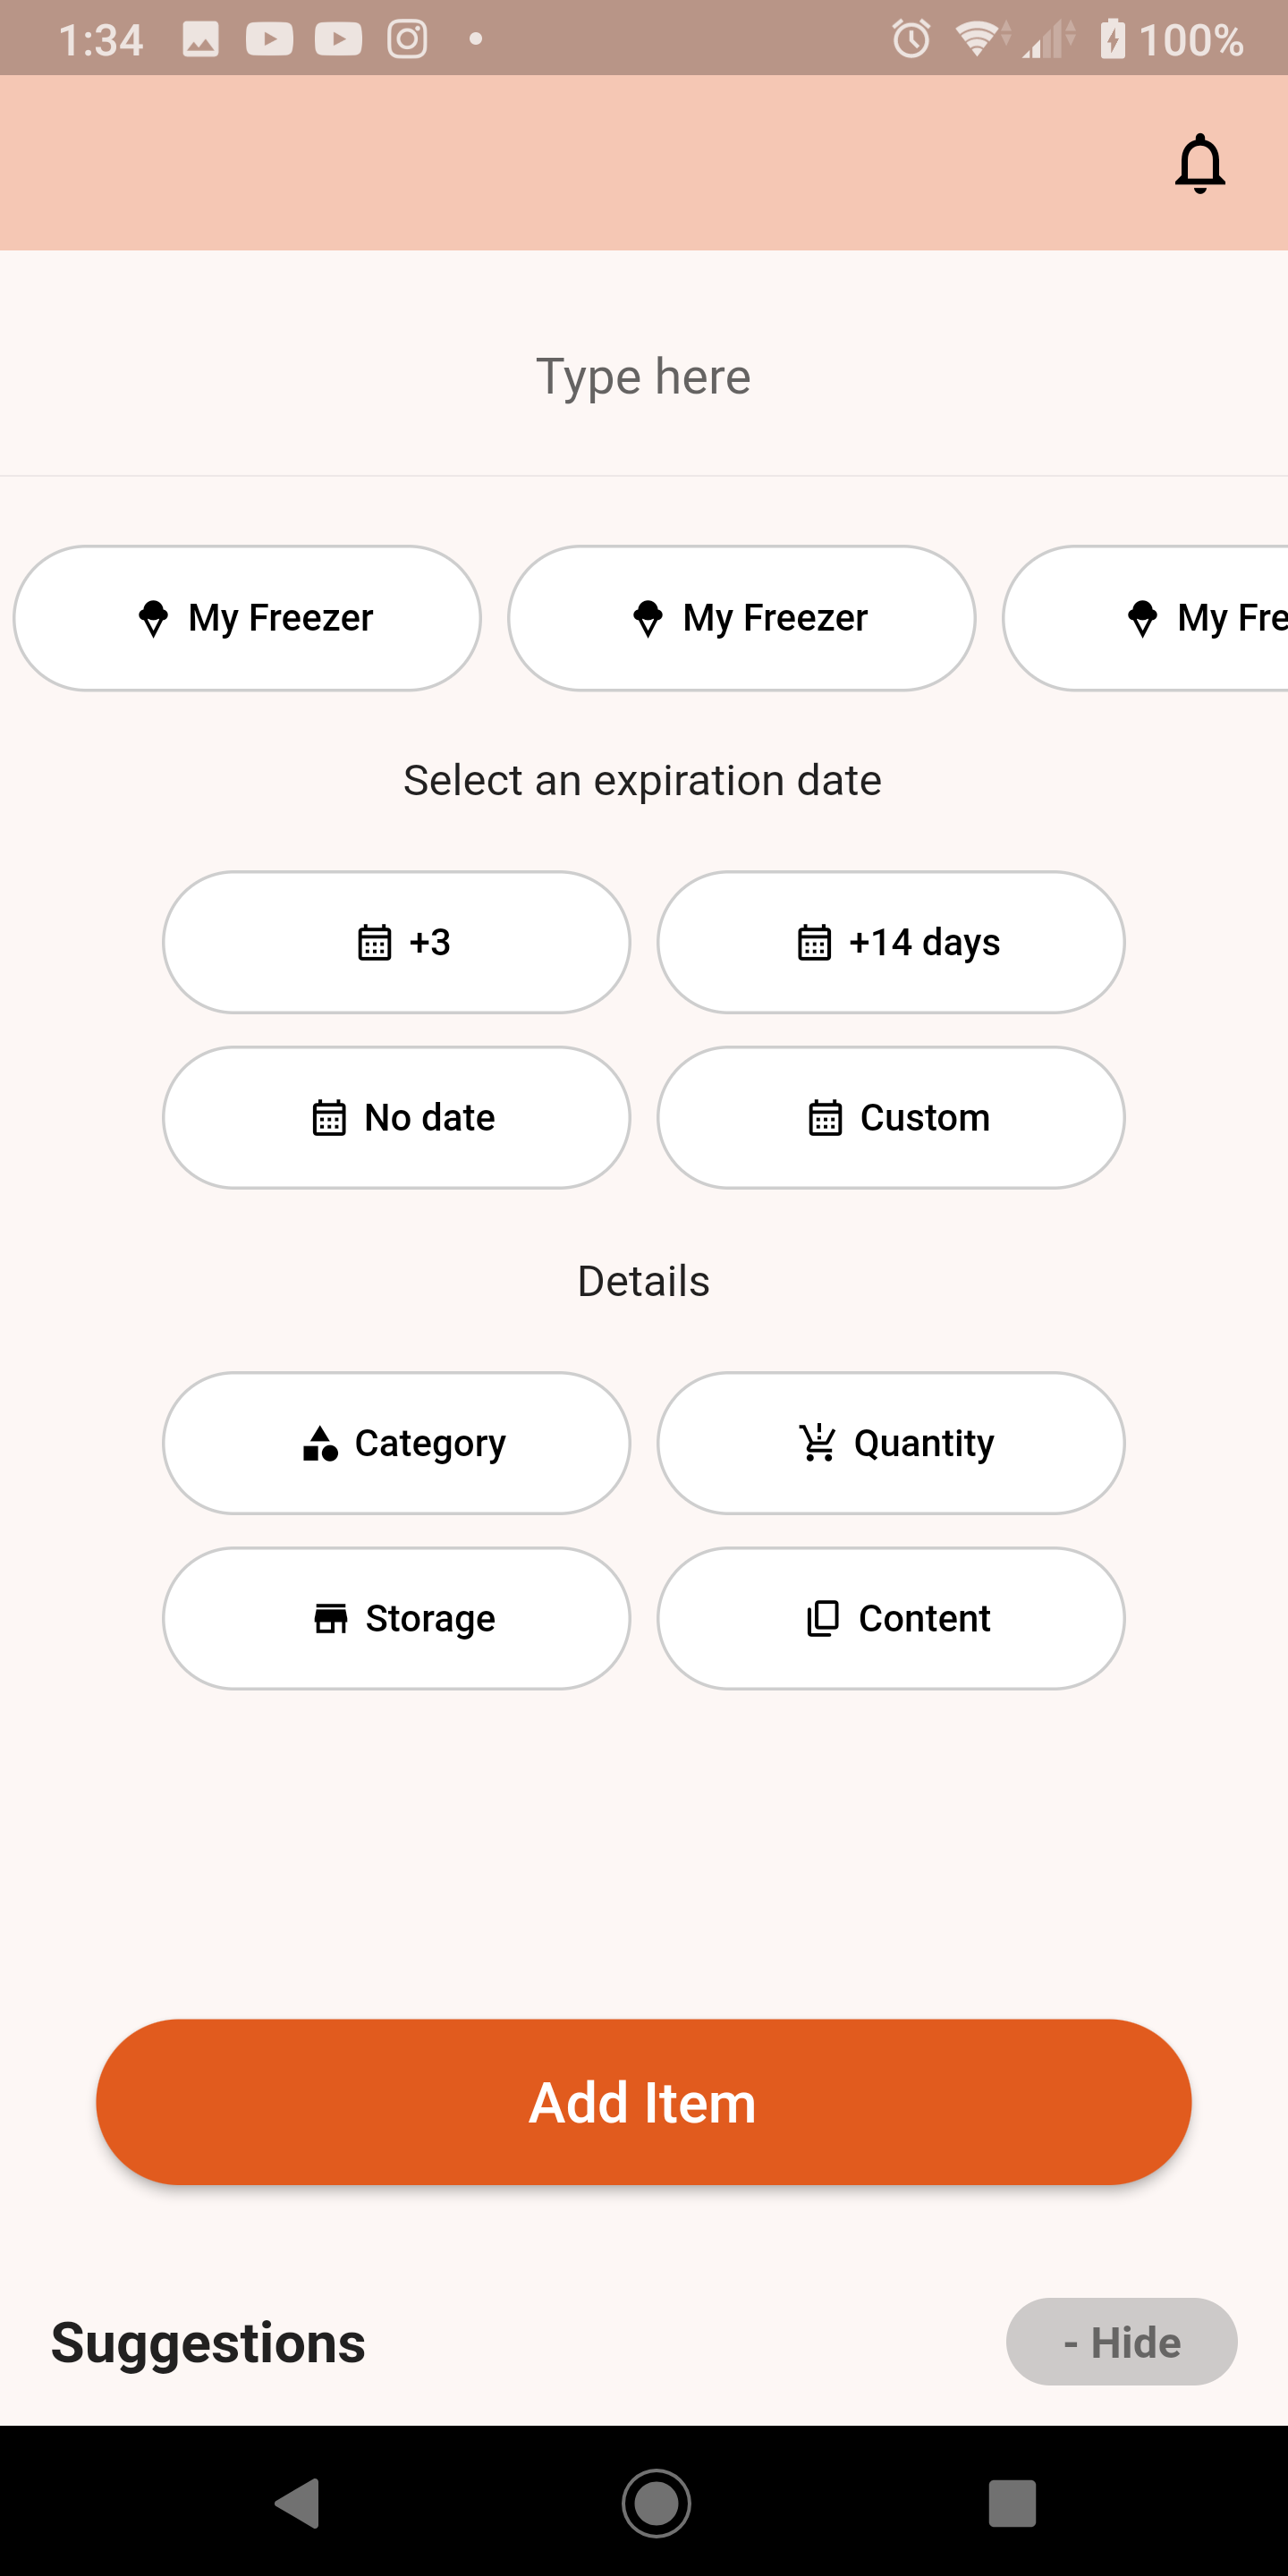 1:34 100%
Type here
My Freezer My Freezer My Fre
Select an expiration date
+3 +14 days
No date Custom
Details
Category Quantity
Storage Content
Add Item
Suggestions - Hide